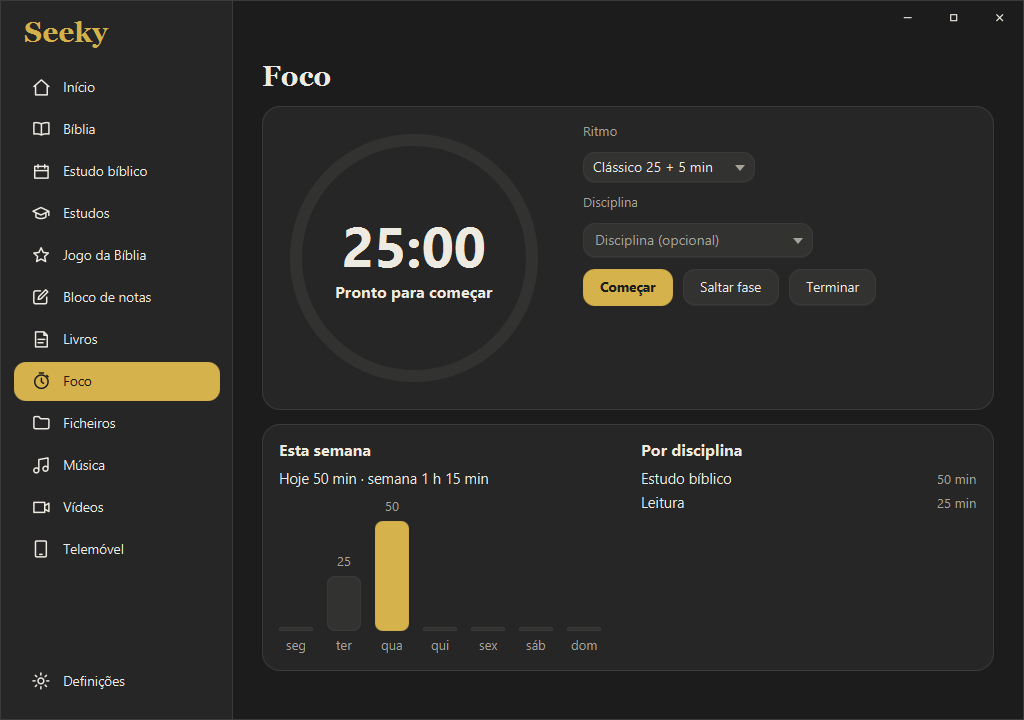 Seeky
Início
Bíblia
Estudo bíblico
Estudos
Jogo da Bíblia
Bloco de notas
Livros
Foco
Ficheiros
Música
Vídeos
Telemóvel
Definições
Foco
25:00
Pronto para começar
Ritmo
Clássico 25 + 5 min
Disciplina
Disciplina (opcional)
Começar Saltar fase Terminar
Esta semana
Hoje 50 min · semana 1 h 15 min
50
25
seg ter qua qui sex sáb dom
Por disciplina
Estudo bíblico 50 min
Leitura 25 min